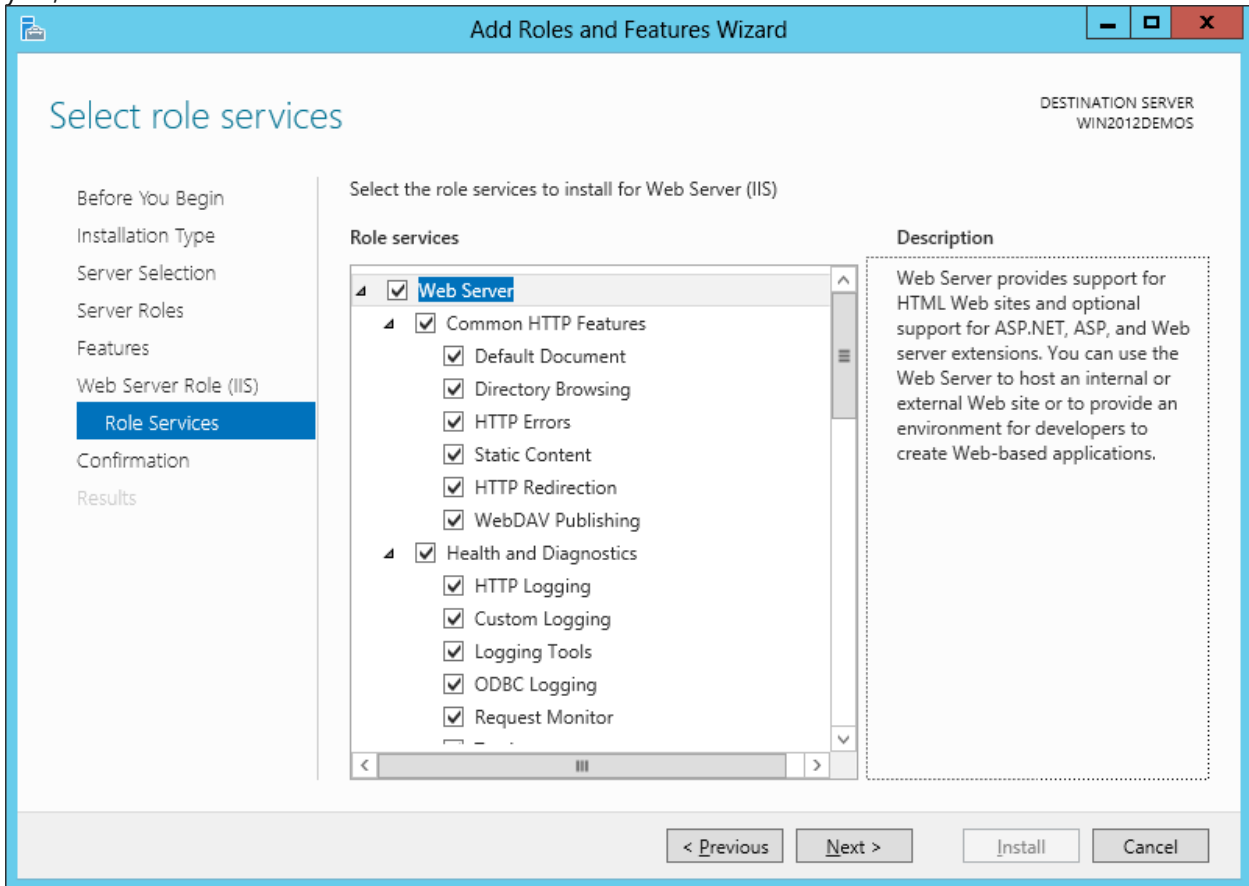 Add Roles and Features Wizard
Select role services
DESTINATION SERVER
WIN2012DEMOS
Before You Begin
Installation Type
Server Selection
Server Roles
Features
Web Server Role (IIS)
Role Services
Confirmation
Results
Select the role services to install for Web Server (IIS)
Role services
Web Server
Common HTTP Features
Default Document
Directory Browsing
HTTP Errors
Static Content
HTTP Redirection
WebDAV Publishing
Health and Diagnostics
HTTP Logging
Custom Logging
Logging Tools
ODBC Logging
Request Monitor
Description
Web Server provides support for
HTML Web sites and optional
support for ASP.NET, ASP, and Web
server extensions. You can use the
Web Server to host an internal or
external Web site or to provide an
environment for developers to
create Web-based applications.
< Previous
Next >
Install
Cancel